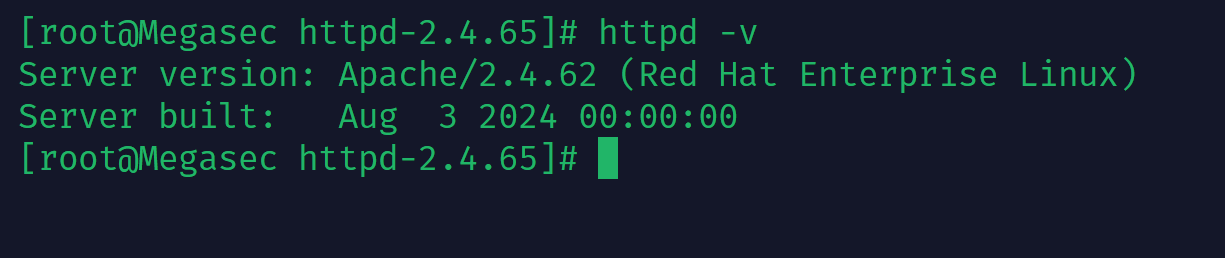 [root@Megasec httpd-2.4.65]# httpd -v
Server version: Apache/2.4.62 (Red Hat Enterprise Linux)
Server built:   Aug  3 2024 00:00:00
[root@Megasec httpd-2.4.65]#